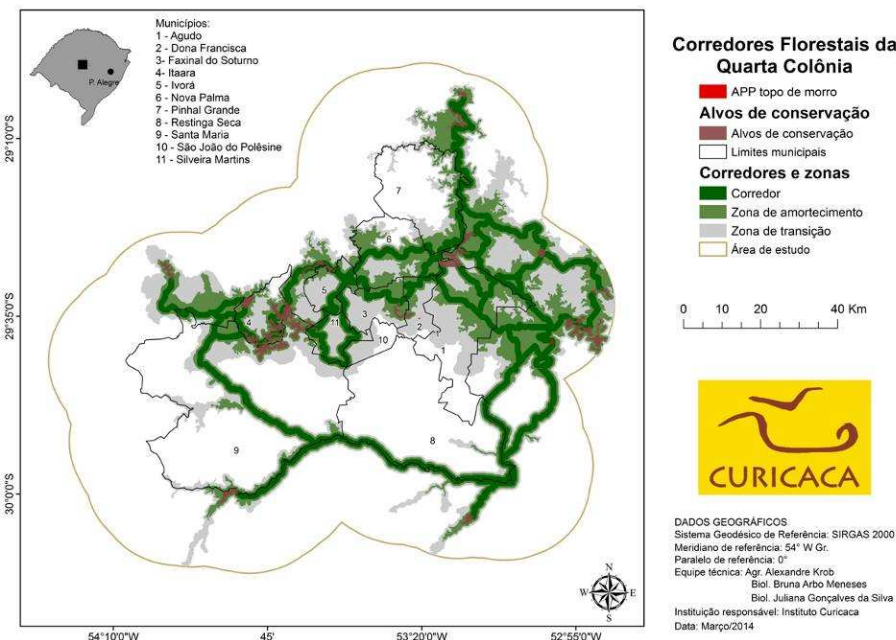 Municípios:
1 - Agudo
2 - Dona Francisca
3- Faxinal do Soturno
4- Itaara
5 - Ivorá
6 - Nova Palma
7 - Pinhal Grande
8 - Restinga Seca
9 - Santa Maria
10 - São João do Polêsine
11 - Silveira Martins
P. Alegre
29°10'0"S
29°35'0"S
30°0'0"S
7
6
5
4
11
3
10
2
1
8
9
N
W
E
S
54°10'0"W
45'
53°20'0"W
52°55'0"W
Corredores Florestais da
Quarta Colônia
APP topo de morro
Alvos de conservação
Alvos de conservação
Limites municipais
Corredores e zonas
Corredor
Zona de amortecimento
Zona de transição
Área de estudo
0 10 20 40 Km
CURICACA
DADOS GEOGRÁFICOS
Sistema Geodésico de Referência: SIRGAS 2000
Meridiano de referência: 54° W Gr.
Paralelo de referência: 0°
Equipe técnica: Agr. Alexandre Krob
Biol. Bruna Arbo Meneses
Biol. Juliana Gonçalves da Silva
Instituição responsável: Instituto Curicaca
Data: Março/2014